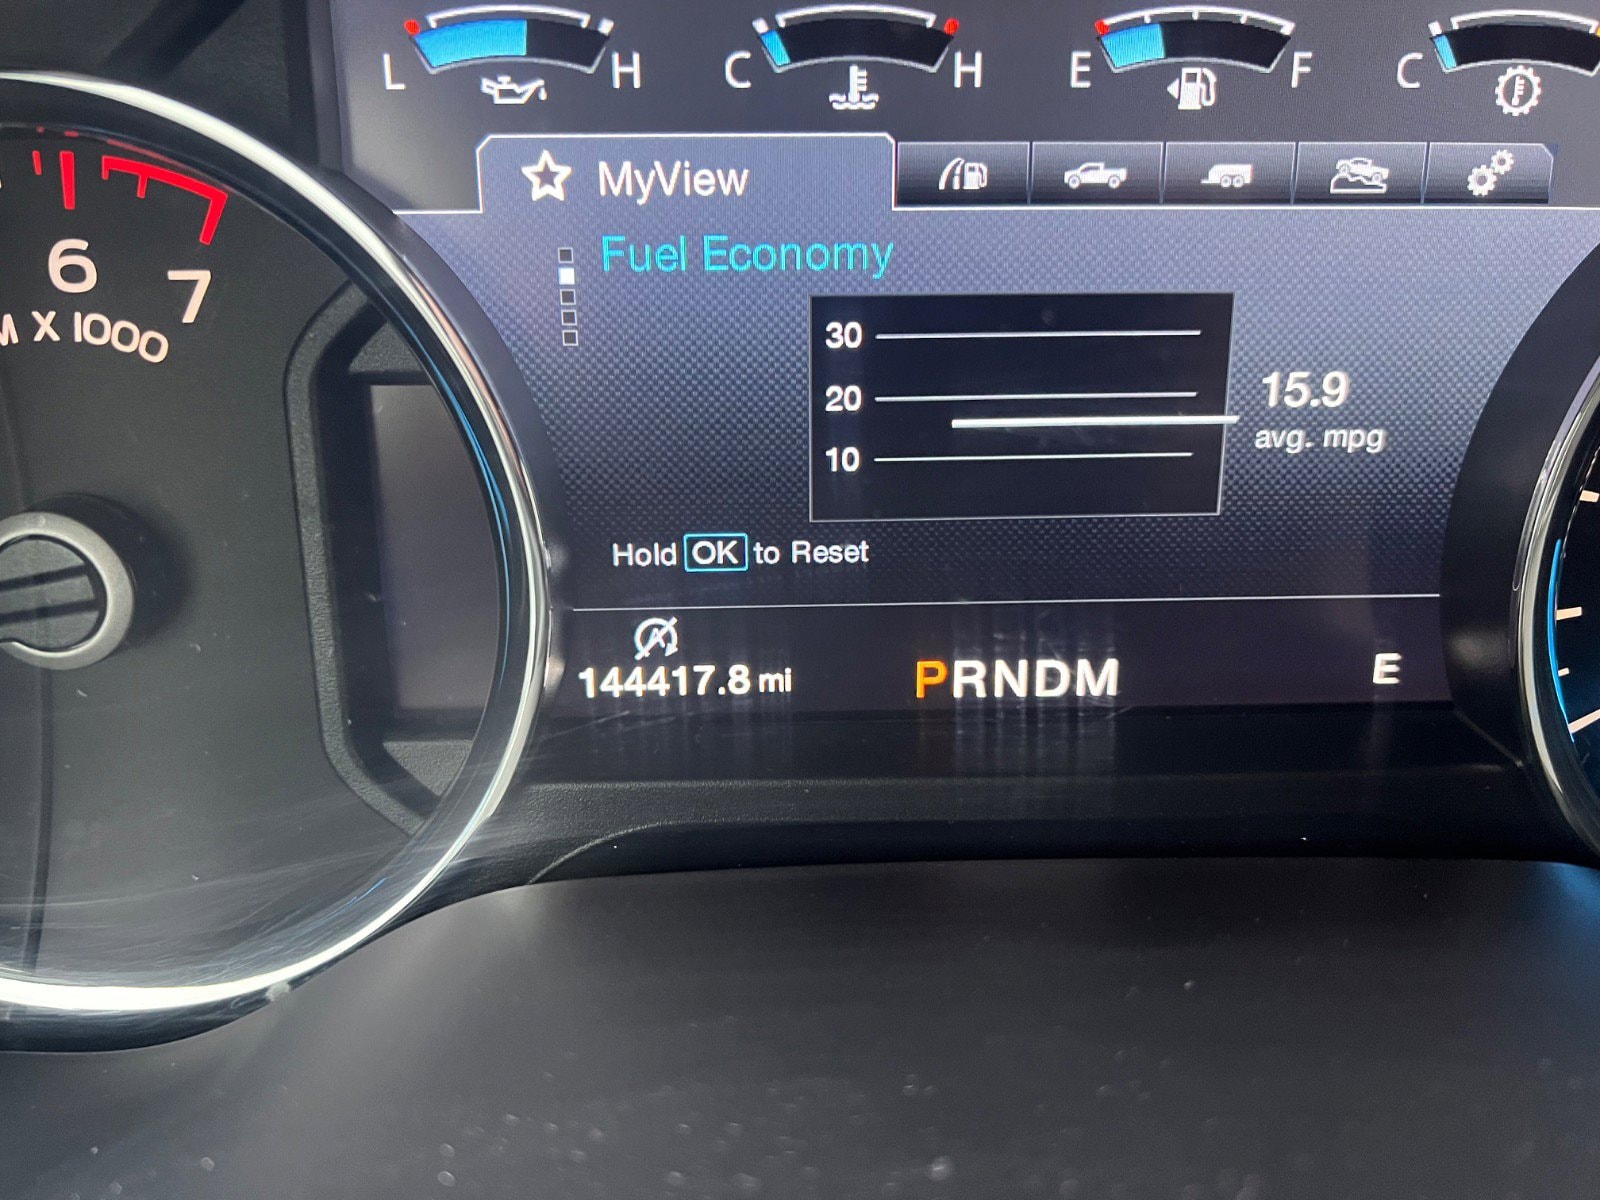 L H C H E F C
MyView
Fuel Economy
6
7
X 1000
30
20
10
15.9
avg. mpg
Hold OK to Reset
A
144417.8 mi
PRNDM
E